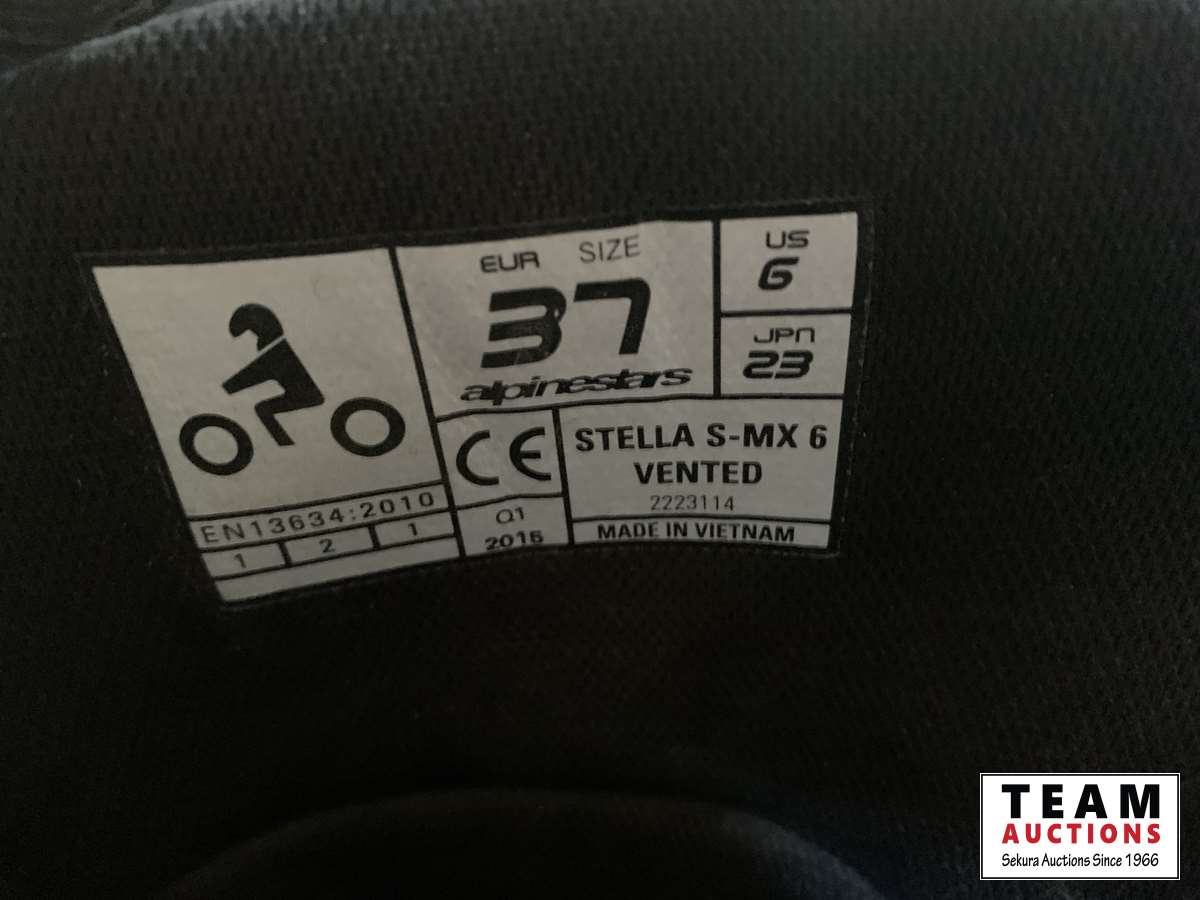 EUR SIZE
37
alpinestars
US
6
JPN
23
EN13634:2010
1 2 1
CE
Q1
2015
STELLA S-MX 6
VENTED
2223114
MADE IN VIETNAM
TEAM
AUCTIONS
Sekura Auctions Since 1966